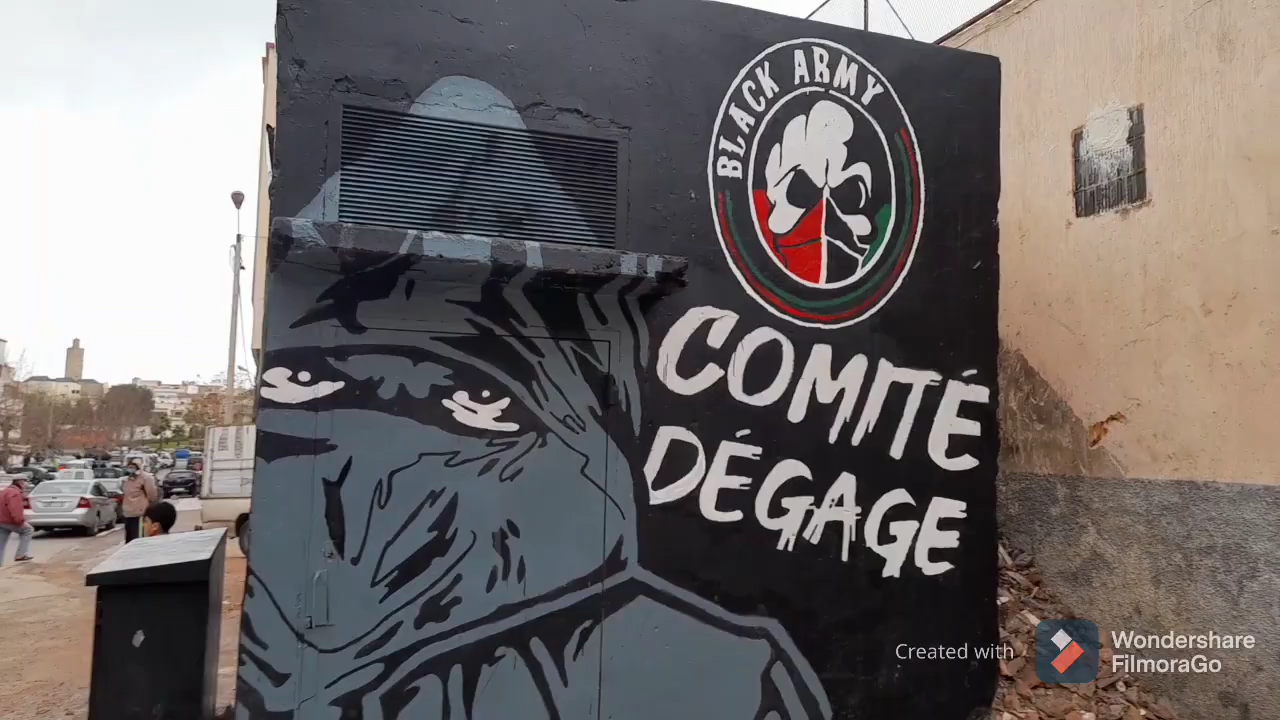 BLACK ARMY
COMITÉ
DÉGAGE
Created with
Wondershare
FilmoraGo